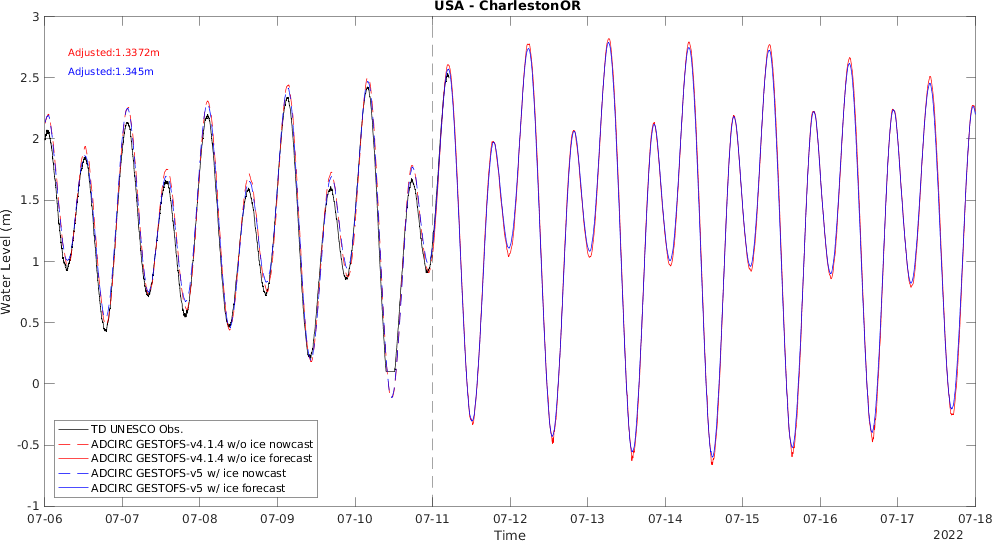 USA - CharlestonOR
3
Adjusted:1.3372m
Adjusted:1.345m
2.5
2
1.5
1
0.5
0
-0.5
-1
Water Level (m)
TD UNESCO Obs.
ADCIRC GESTOFS-v4.1.4 w/o ice nowcast
ADCIRC GESTOFS-v4.1.4 w/o ice forecast
ADCIRC GESTOFS-v5 w/ ice nowcast
ADCIRC GESTOFS-v5 w/ ice forecast
07-06 07-07 07-08 07-09 07-10 07-11 07-12 07-13 07-14 07-15 07-16 07-17 07-18
Time
2022